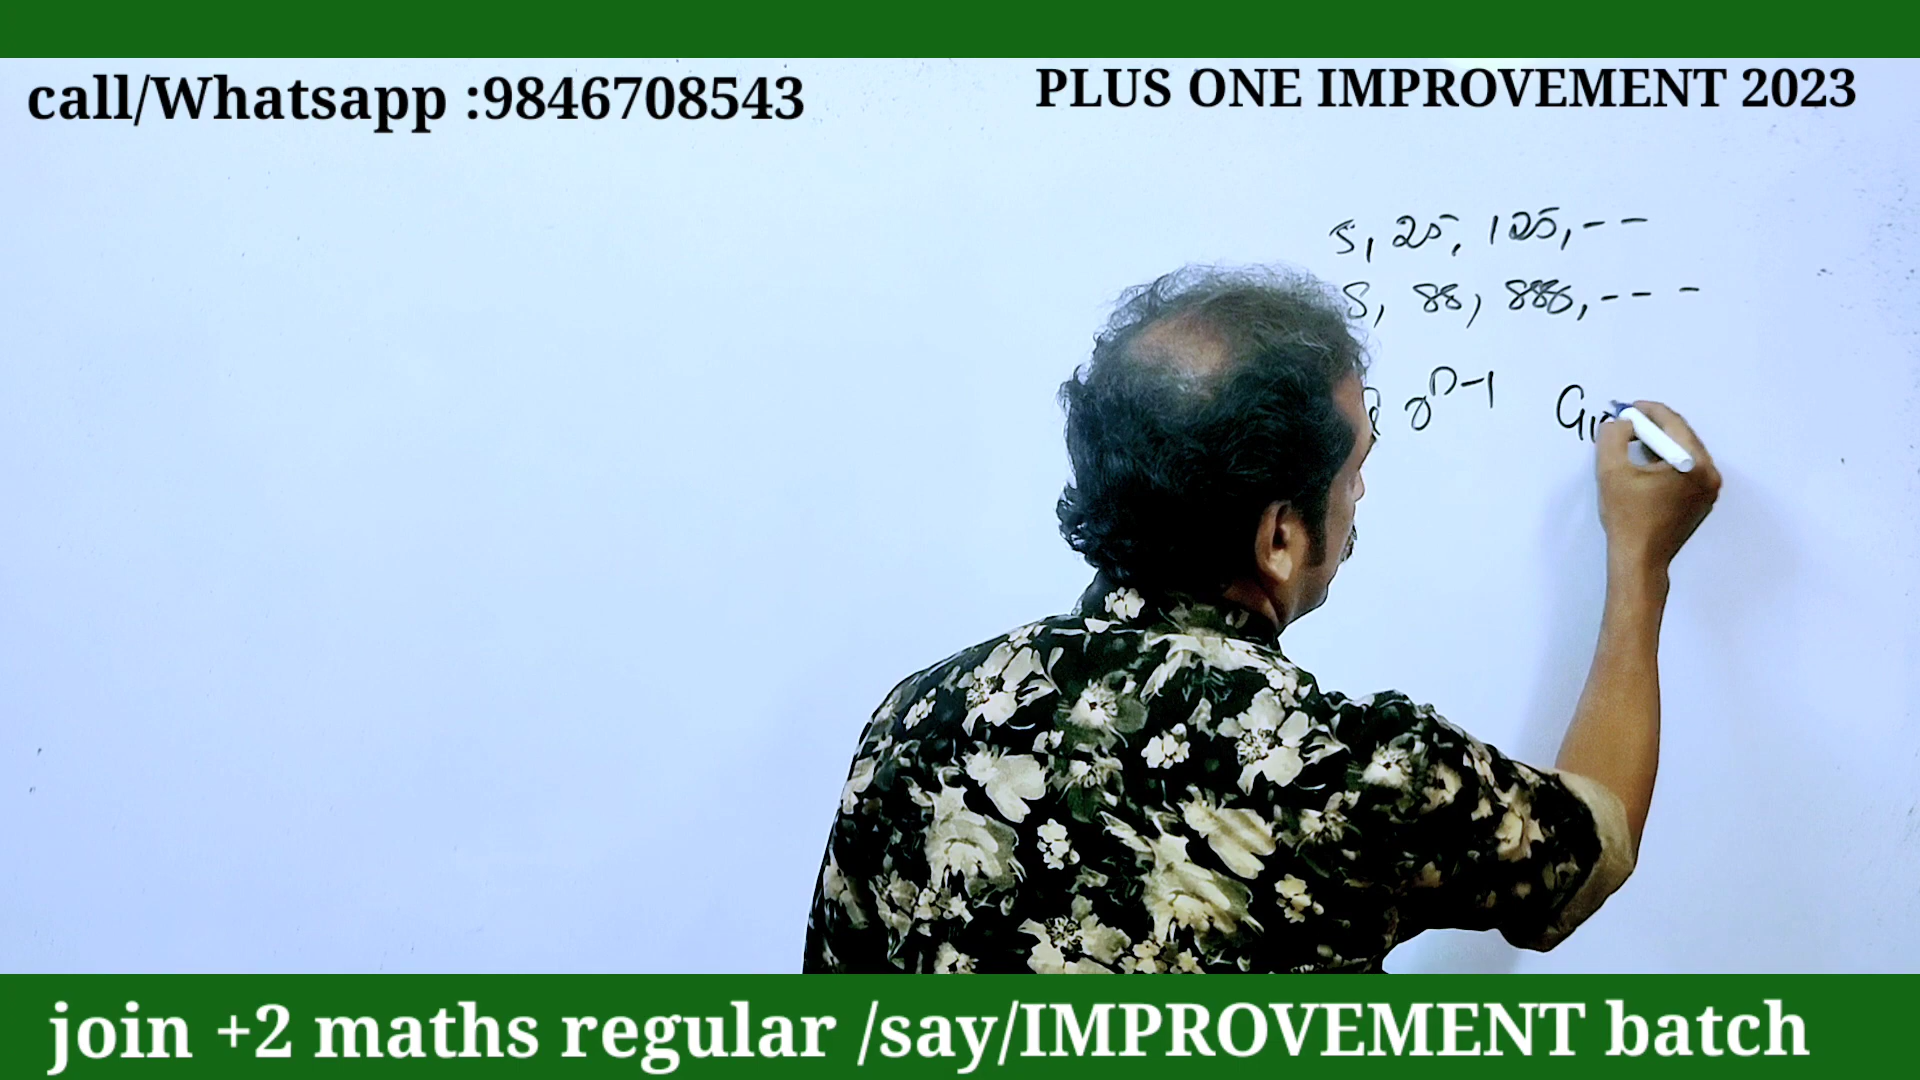 call/Whatsapp :9846708543
PLUS ONE IMPROVEMENT 2023
5, 25, 125, - -
8, 88, 888, - - -
r^n-1
join +2 maths regular /say/IMPROVEMENT batch